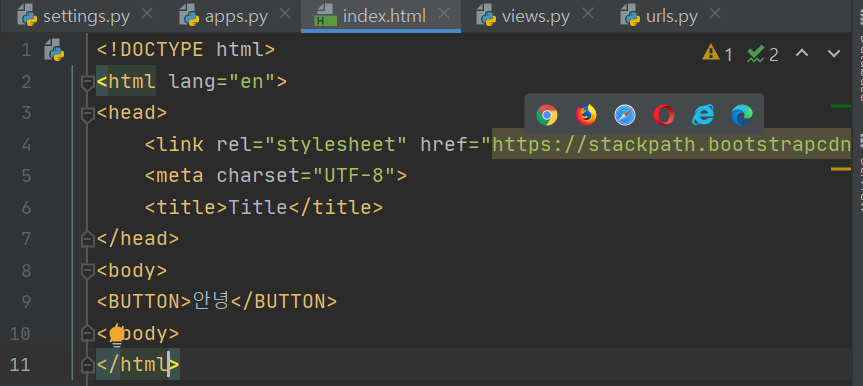 settings.py apps.py index.html views.py urls.py
1 <!DOCTYPE html> 1 2
2 <html lang="en">
3 <head>
4 <link rel="stylesheet" href="https://stackpath.bootstrapcdn
5 <meta charset="UTF-8">
6 <title>Title</title>
7 </head>
8 <body>
9 <BUTTON>안녕</BUTTON>
10 < body>
11 </html>